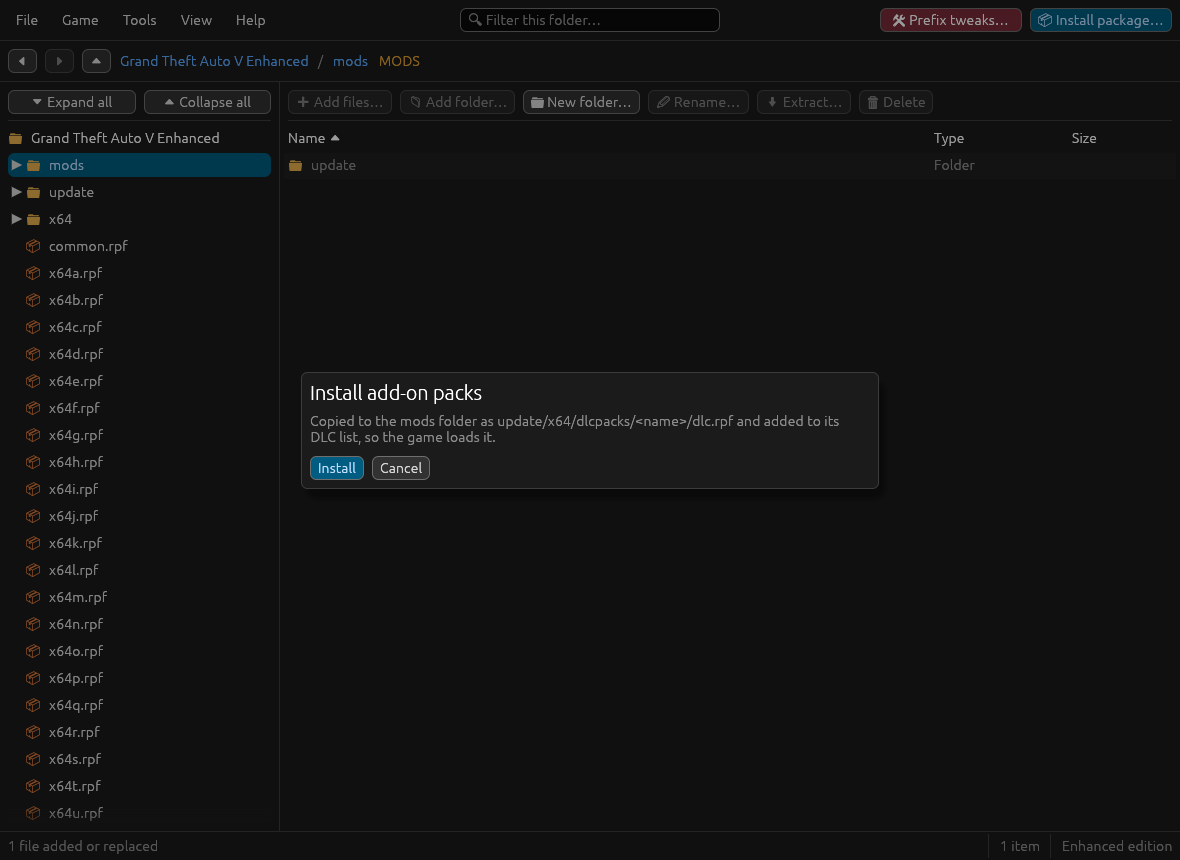 File Game Tools View Help Filter this folder... Prefix tweaks... Install package...
Grand Theft Auto V Enhanced / mods MODS
Expand all Collapse all Add files... Add folder... New folder... Rename... Extract... Delete
Grand Theft Auto V Enhanced Name Type Size
mods update Folder
update
x64
common.rpf
x64a.rpf
x64b.rpf
x64c.rpf
x64d.rpf
x64e.rpf
x64f.rpf
x64g.rpf
x64h.rpf
x64i.rpf
x64j.rpf
x64k.rpf
x64l.rpf
x64m.rpf
x64n.rpf
x64o.rpf
x64p.rpf
x64q.rpf
x64r.rpf
x64s.rpf
x64t.rpf
x64u.rpf
Install add-on packs
Copied to the mods folder as update/x64/dlcpacks/<name>/dlc.rpf and added to its
DLC list, so the game loads it.
Install Cancel
1 file added or replaced 1 item Enhanced edition